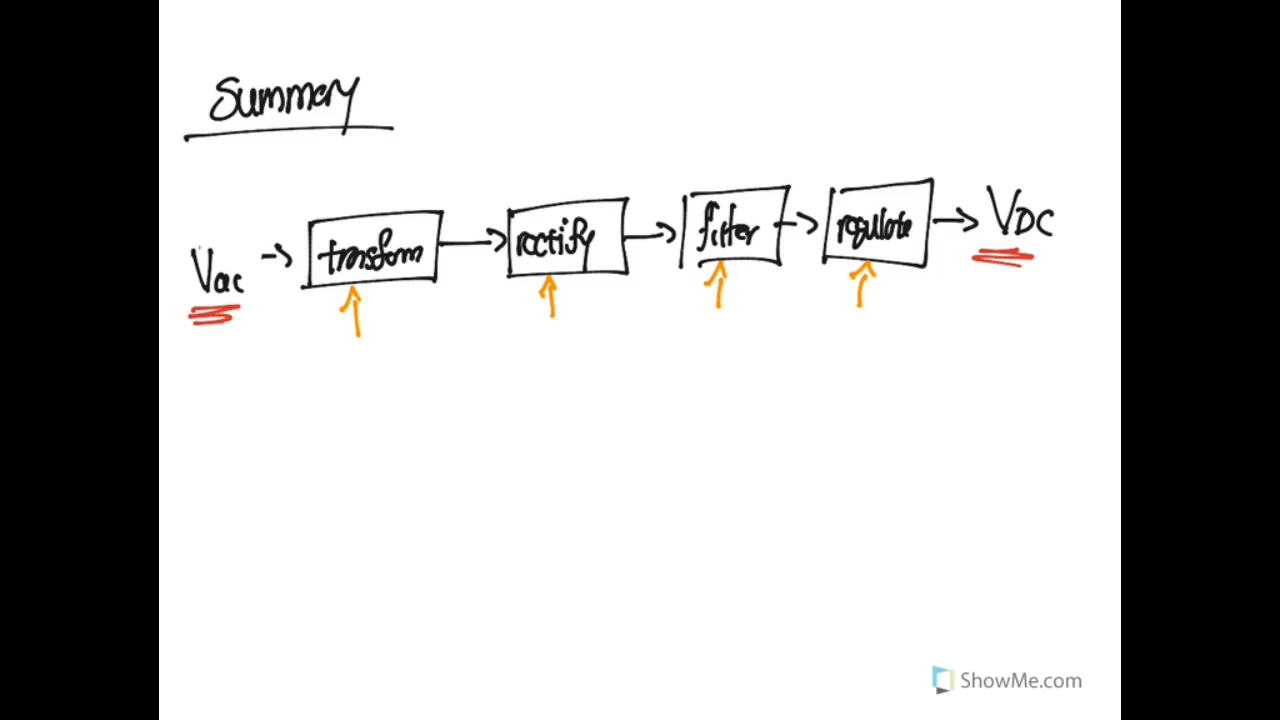 Summary
Vac → transform → rectify → filter → regulate → VDC
ShowMe.com